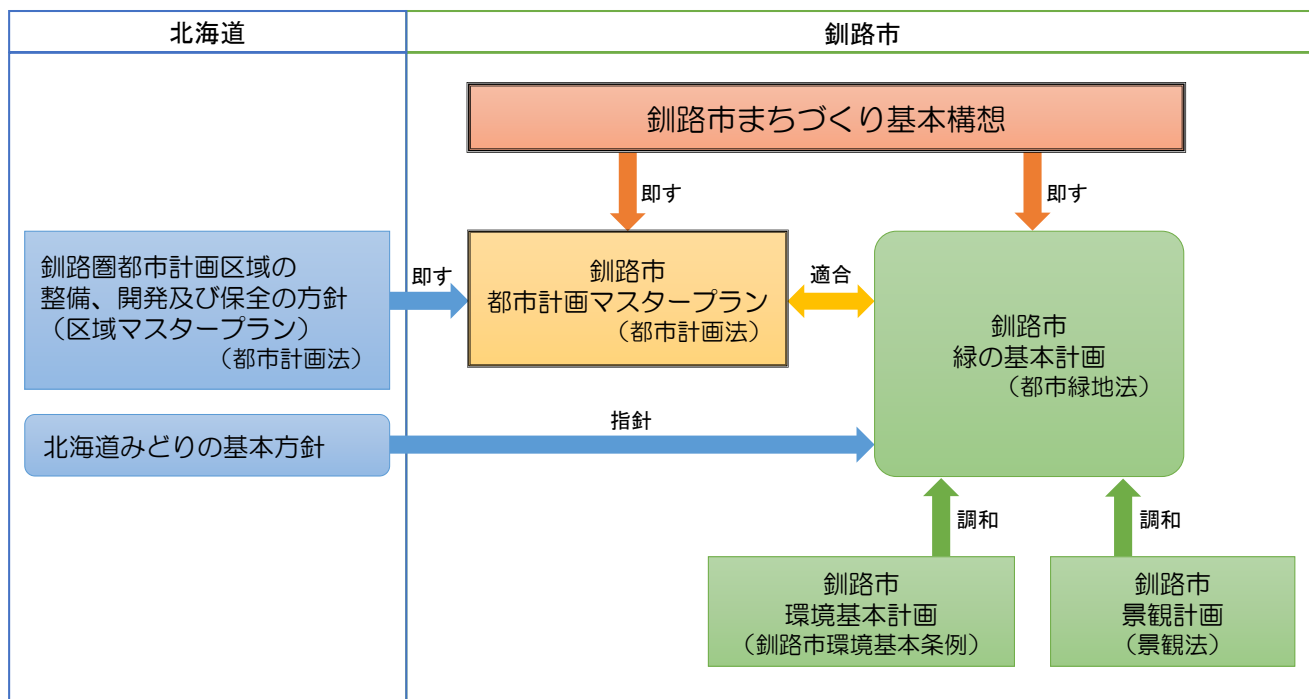 北海道
釧路市
釧路市まちづくり基本構想
即す
即す
釧路圏都市計画区域の
整備、開発及び保全の方針
（区域マスタープラン）
（都市計画法）
即す
釧路市
都市計画マスタープラン
（都市計画法）
適合
釧路市
緑の基本計画
（都市緑地法）
北海道みどりの基本方針
指針
調和
調和
釧路市
環境基本計画
（釧路市環境基本条例）
釧路市
景観計画
（景観法）